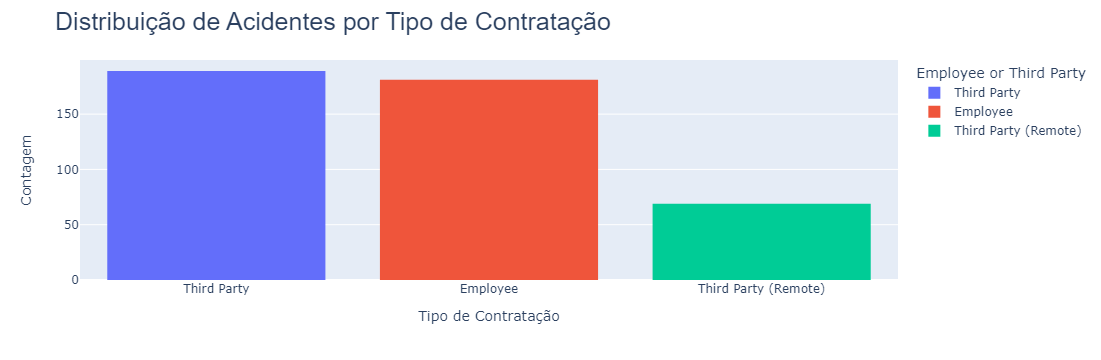 Distribuição de Acidentes por Tipo de Contratação
Employee or Third Party
Third Party
Employee
Third Party (Remote)
Contagem
150
100
50
0
Third Party
Employee
Third Party (Remote)
Tipo de Contratação